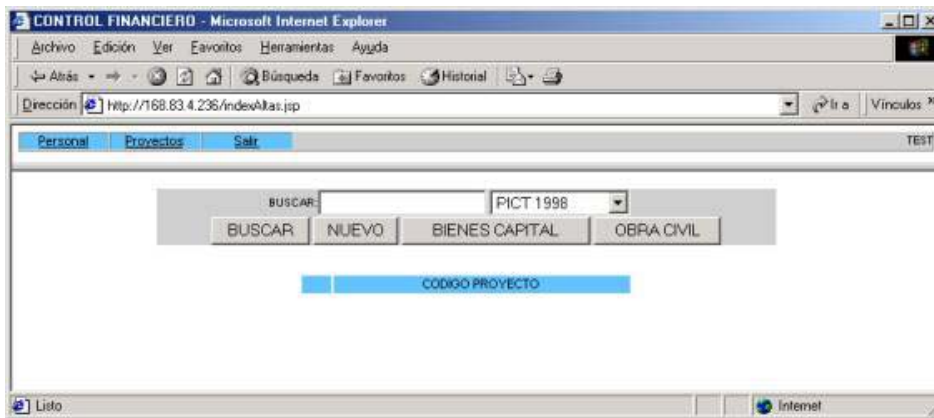 CONTROL FINANCIERO - Microsoft Internet Explorer
Archivo Edición Ver Favoritos Herramientas Ayuda
Atrás Búsqueda Favoritos Historial
Dirección http://168.83.4.236/indexAltas.jsp Ir a Vínculos »
Personal Proyectos Salir TEST
BUSCAR: PICT 1998
BUSCAR NUEVO BIENES CAPITAL OBRA CIVIL
CODIGO PROYECTO
Listo Internet